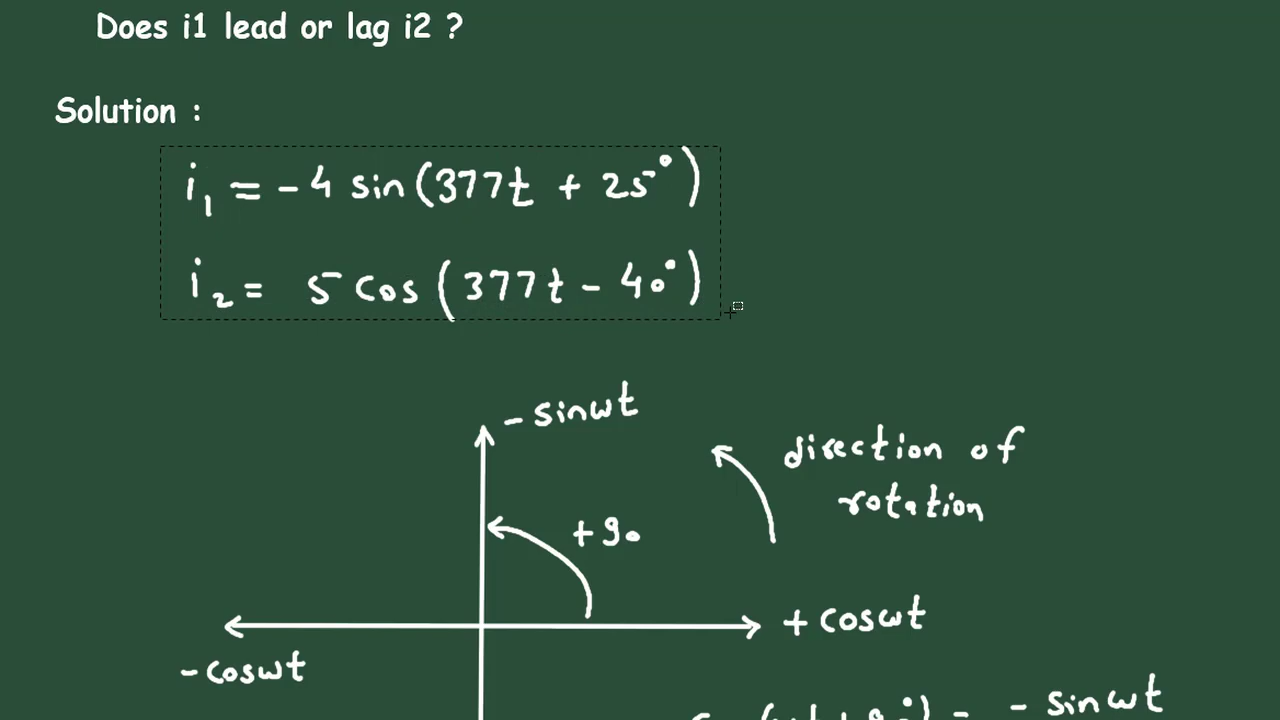 Does i1 lead or lag i2 ?
Solution :
i₁ = -4 sin(377t + 25°)
i₂ = 5 cos (377t - 40°)
- sinωt
direction of
rotation
+90
+ cosωt
- cosωt
- sinωt